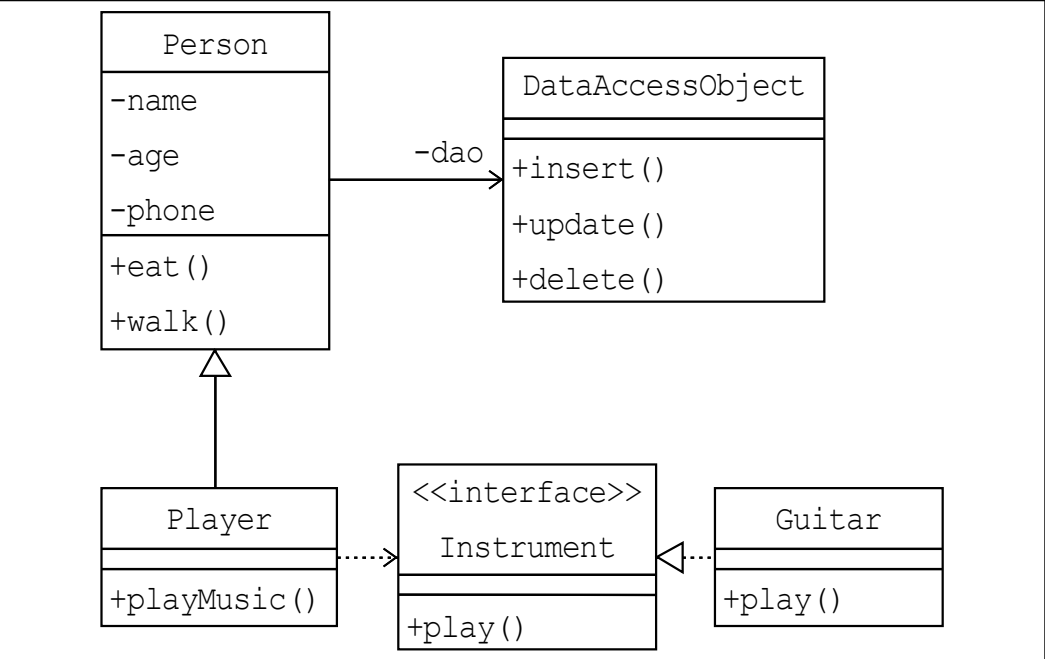 Person
-name
-age
-phone
+eat()
+walk()
-dao
DataAccessObject
+insert()
+update()
+delete()
Player
+playMusic()
<<interface>>
Instrument
+play()
Guitar
+play()